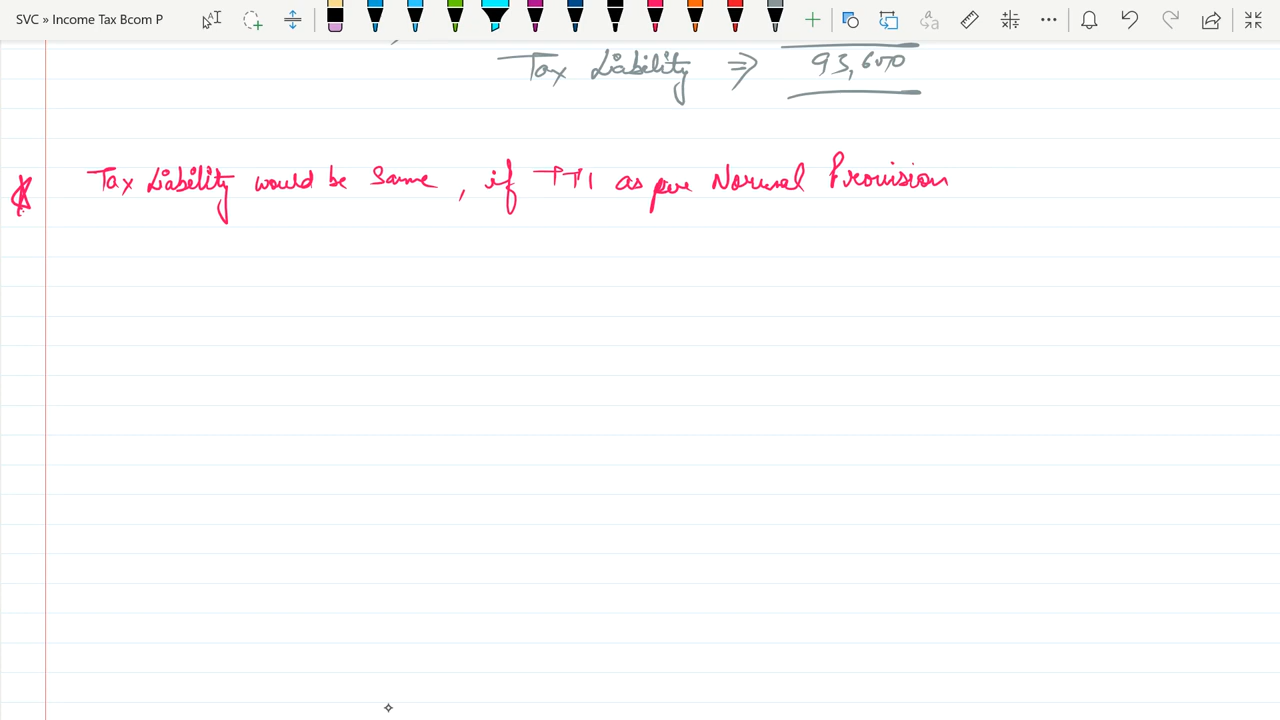 SVC » Income Tax Bcom P
Tax Liability ⇒ 93,600
Tax Liability would be Same, if TTI as per Normal Provision